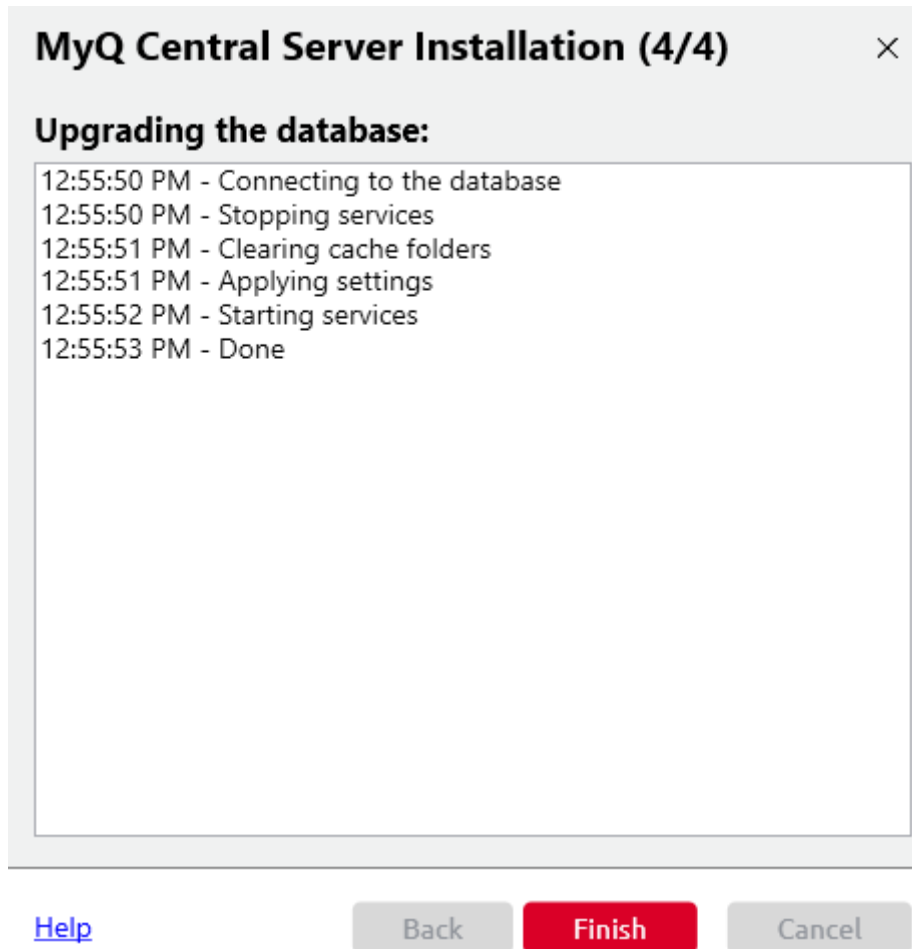 MyQ Central Server Installation (4/4)
Upgrading the database:
12:55:50 PM - Connecting to the database
12:55:50 PM - Stopping services
12:55:51 PM - Clearing cache folders
12:55:51 PM - Applying settings
12:55:52 PM - Starting services
12:55:53 PM - Done
Help Back Finish Cancel